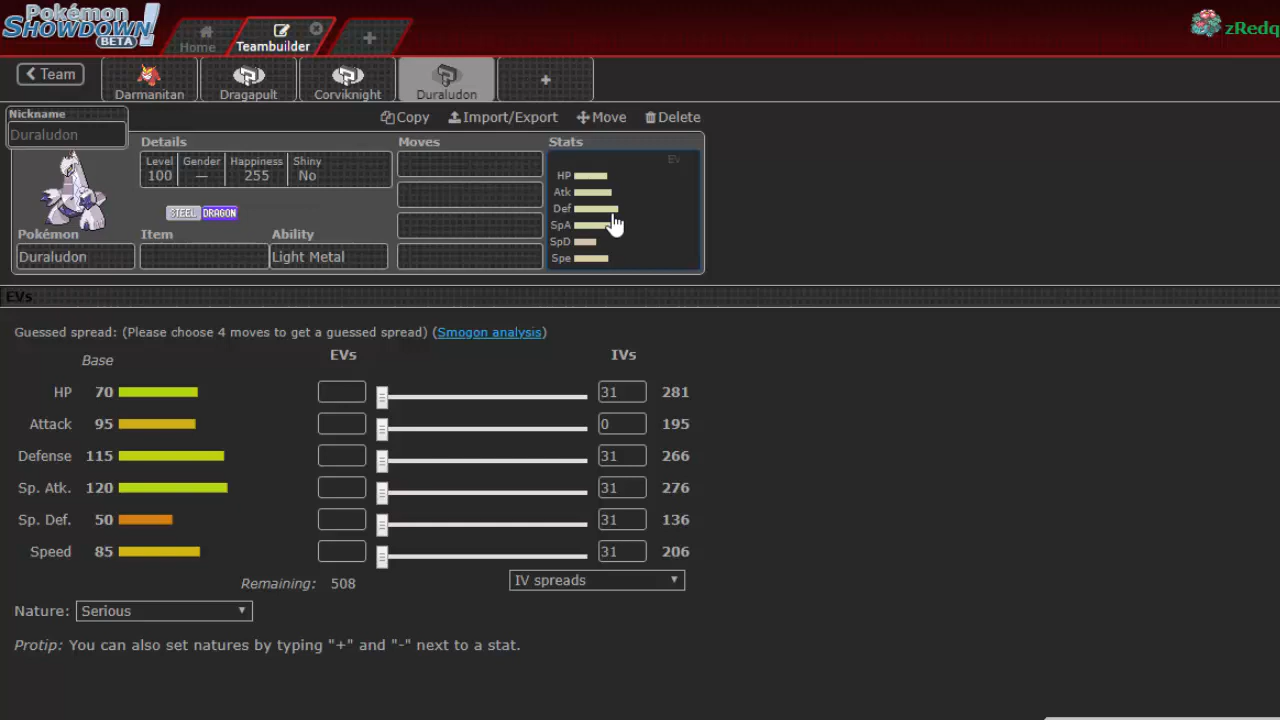 Pokémon
SHOWDOWN!
BETA
Home
Teambuilder
+
zRedq
< Team
Darmanitan
Dragapult
Corviknight
Duraludon
+
Nickname
Duraludon
Copy
Import/Export
Move
Delete
Details
Moves
Stats
Level
Gender
Happiness
Shiny
100
—
255
No
EV
HP
Atk
Def
SpA
SpD
Spe
STEEL DRAGON
Pokémon
Item
Ability
Duraludon
Light Metal
EVs
Guessed spread: (Please choose 4 moves to get a guessed spread) (Smogon analysis)
Base
EVs
IVs
HP 70 31 281
Attack 95 0 195
Defense 115 31 266
Sp. Atk. 120 31 276
Sp. Def. 50 31 136
Speed 85 31 206
Remaining: 508
IV spreads
Nature: Serious
Protip: You can also set natures by typing "+" and "-" next to a stat.